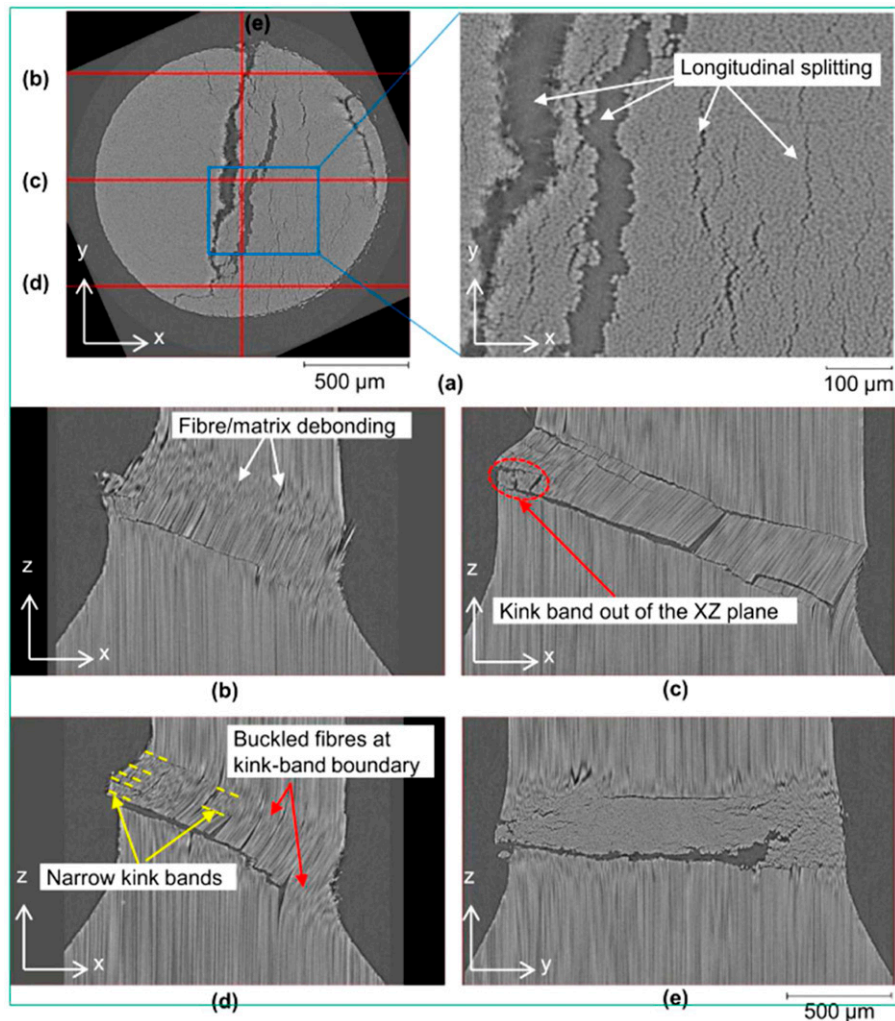 (e)
(b)
Longitudinal splitting
(c)
y
(d)
x
y
x
500 μm
(a)
100 μm
Fibre/matrix debonding
z
x
z
Kink band out of the XZ plane
x
(b)
(c)
Buckled fibres at
kink-band boundary
Narrow kink bands
z
x
z
y
(d)
(e)
500 μm